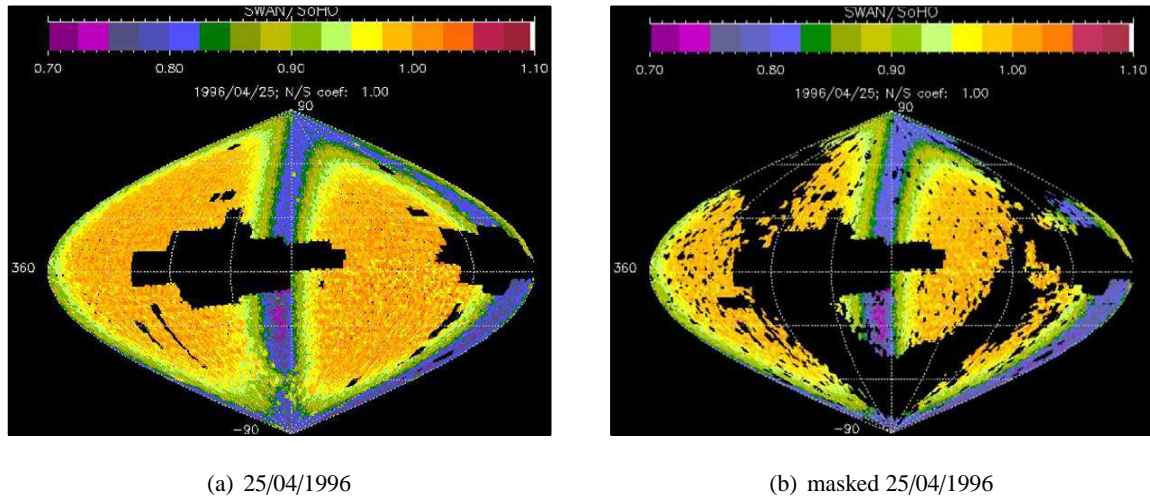 SWAN/SoHO
0.70 0.80 0.90 1.00 1.10
1996/04/25; N/S coef: 1.00
90
360
-90
(a) 25/04/1996
SWAN/SoHO
0.70 0.80 0.90 1.00 1.10
1996/04/25; N/S coef: 1.00
90
360
-90
(b) masked 25/04/1996